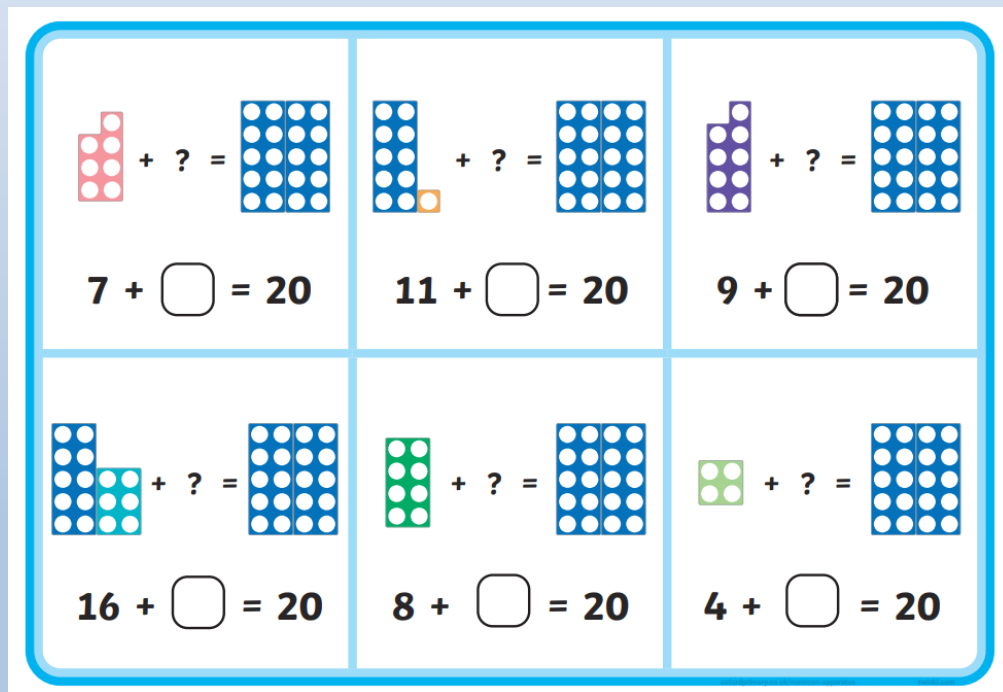 + ? =
7 + = 20
+ ? =
11 + = 20
+ ? =
9 + = 20
+ ? =
16 + = 20
+ ? =
8 + = 20
+ ? =
4 + = 20